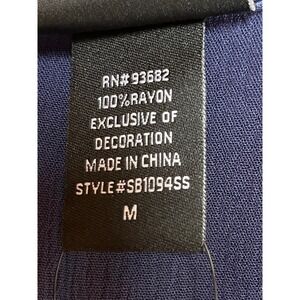 RN# 93682
100%RAYON
EXCLUSIVE OF
DECORATION
MADE IN CHINA
STYLE#SB1094SS
M